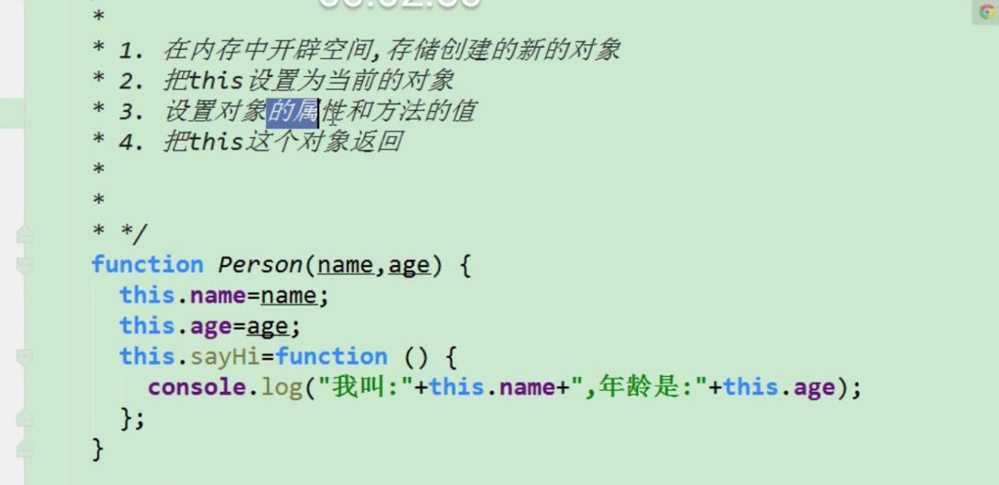 *
* 1. 在内存中开辟空间,存储创建的新的对象
* 2. 把this设置为当前的对象
* 3. 设置对象的属性和方法的值
* 4. 把this这个对象返回
*
*
* */
function Person(name,age) {
this.name=name;
this.age=age;
this.sayHi=function () {
console.log("我叫:"+this.name+",年龄是:"+this.age);
};
}